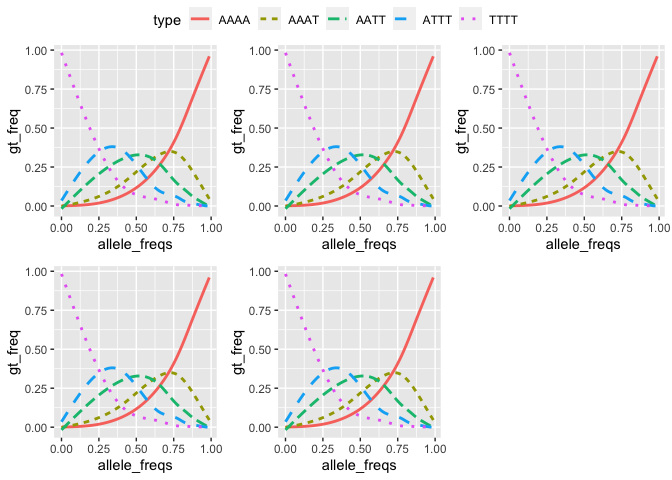 type AAAA AAAT AATT ATTT TTTT
1.00 1.00 1.00
0.75 0.75 0.75
gt_freq gt_freq gt_freq
0.50 0.50 0.50
0.25 0.25 0.25
0.00 0.00 0.00
0.00 0.25 0.50 0.75 1.00 0.00 0.25 0.50 0.75 1.00 0.00 0.25 0.50 0.75 1.00
allele_freqs allele_freqs allele_freqs
1.00 1.00
0.75 0.75
gt_freq gt_freq
0.50 0.50
0.25 0.25
0.00 0.00
0.00 0.25 0.50 0.75 1.00 0.00 0.25 0.50 0.75 1.00
allele_freqs allele_freqs